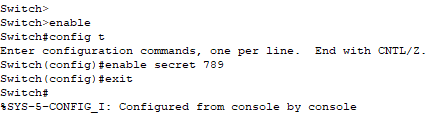 Switch>
Switch>enable
Switch#config t
Enter configuration commands, one per line.  End with CNTL/Z.
Switch(config)#enable secret 789
Switch(config)#exit
Switch#
%SYS-5-CONFIG_I: Configured from console by console